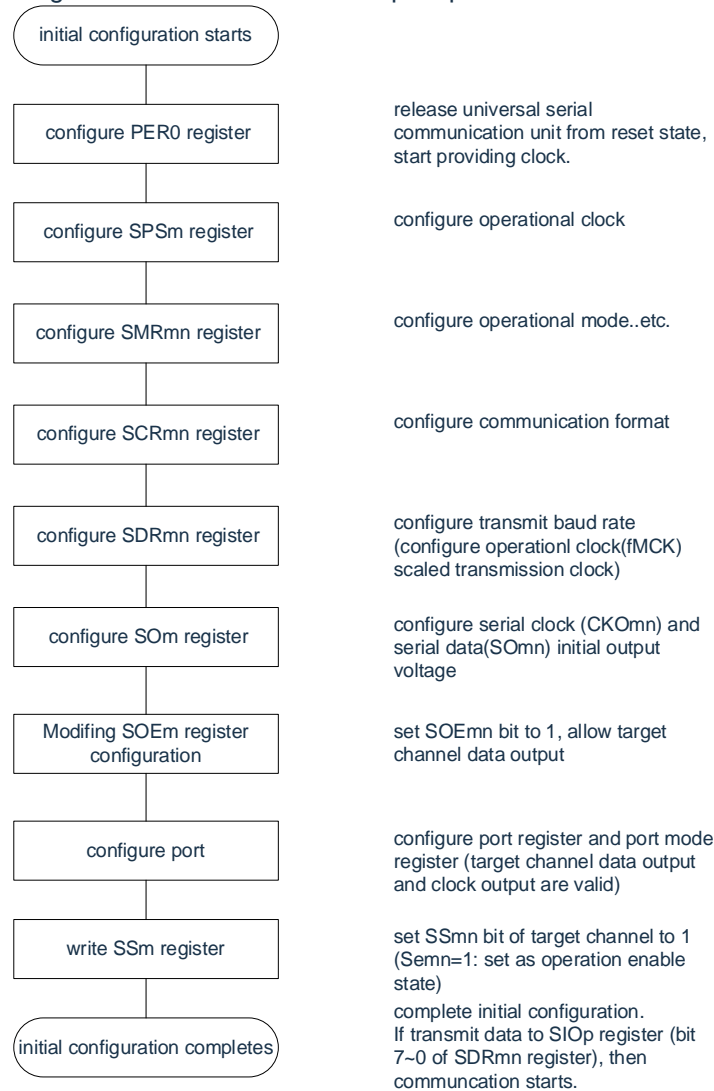 initial configuration starts
configure PER0 register
release universal serial
communication unit from reset state,
start providing clock.
configure SPSm register
configure operational clock
configure SMRmn register
configure operational mode..etc.
configure SCRmn register
configure communication format
configure SDRmn register
configure transmit baud rate
(configure operationl clock(fMCK)
scaled transmission clock)
configure SOm register
configure serial clock (CKOmn) and
serial data(SOmn) initial output
voltage
Modifing SOEm register
configuration
set SOEmn bit to 1, allow target
channel data output
configure port
configure port register and port mode
register (target channel data output
and clock output are valid)
write SSm register
set SSmn bit of target channel to 1
(Semn=1: set as operation enable
state)
initial configuration completes
complete initial configuration.
If transmit data to SIOp register (bit
7~0 of SDRmn register), then
communcation starts.